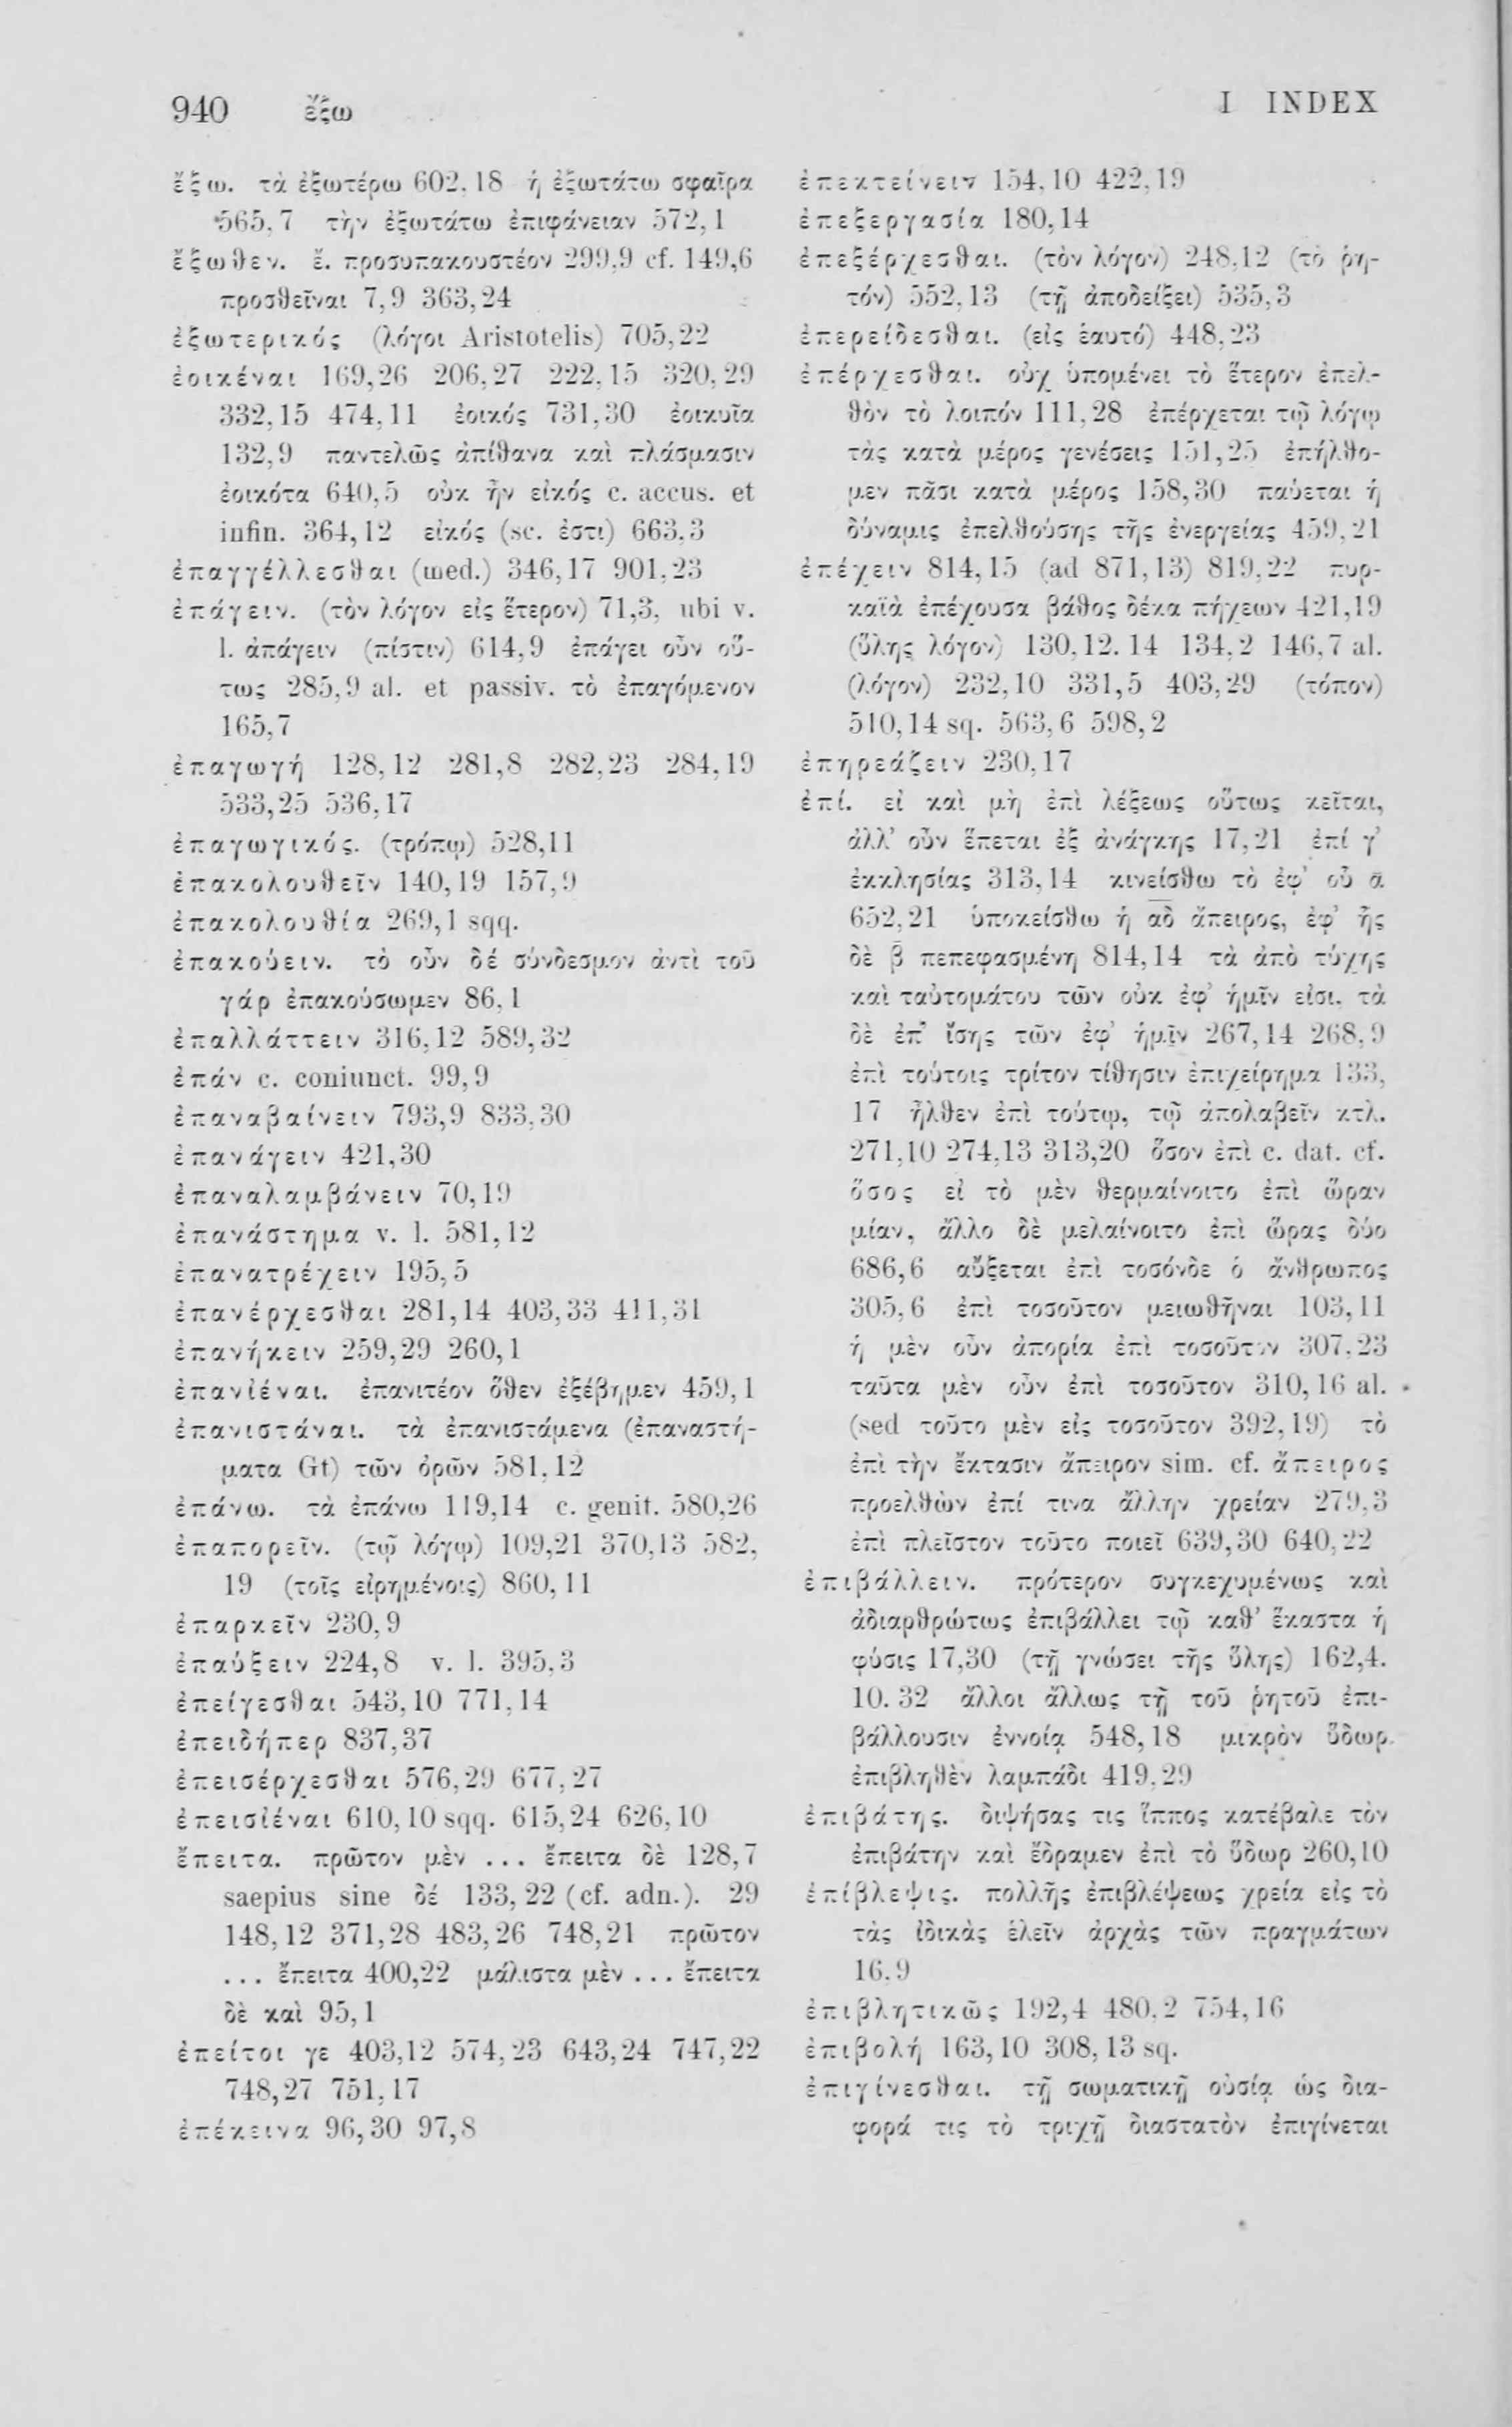 940 ἔξω
I INDEX
ἔξω. τὰ ἐξωτέρω 602,18 ἡ ἐξωτάτω σφαῖρα
565,7 τὴν ἐξωτάτω ἐπιφάνειαν 572,1
ἔξωθεν. ἔ. προσυπακουστέον 299,9 cf. 149,6
προσθεῖναι 7,9 363,24
ἐξωτερικός (λόγοι Aristotelis) 705,22
ἐοικέναι 169,26 206,27 222,15 320,29
332,15 474,11 ἐοικός 731,30 ἐοικυῖα
132,9 παντελῶς ἀπίθανα καὶ πλάσμασιν
ἐοικότα 640,5 οὐκ ἦν εἰκός c. accus. et
infin. 364,12 εἰκός (sc. ἐστι) 663,3
ἐπαγγέλλεσθαι (med.) 346,17 901,23
ἐπάγειν. (τὸν λόγον εἰς ἕτερον) 71,3, ubi v.
l. ἀπάγειν (πίστιν) 614,9 ἐπάγει οὖν οὕ-
τως 285,9 al. et passiv. τὸ ἐπαγόμενον
165,7
ἐπαγωγή 128,12 281,8 282,23 284,19
533,25 536,17
ἐπαγωγικός. (τρόπῳ) 528,11
ἐπακολουθεῖν 140,19 157,9
ἐπακολουθία 269,1 sqq.
ἐπακούειν. τὸ οὖν δέ σύνδεσμον ἀντὶ τοῦ
γάρ ἐπακούσωμεν 86,1
ἐπαλλάττειν 316,12 589,32
ἐπάν c. coniunct. 99,9
ἐπαναβαίνειν 793,9 833,30
ἐπανάγειν 421,30
ἐπαναλαμβάνειν 70,19
ἐπανάστημα v. l. 581,12
ἐπανατρέχειν 195,5
ἐπανέρχεσθαι 281,14 403,33 411,31
ἐπανήκειν 259,29 260,1
ἐπανιέναι. ἐπανιτέον ὅθεν ἐξέβημεν 459,1
ἐπανιστάναι. τὰ ἐπανιστάμενα (ἐπαναστή-
ματα Gt) τῶν ὀρῶν 581,12
ἐπάνω. τὰ ἐπάνω 119,14 c. genit. 580,26
ἐπαπορεῖν. (τῷ λόγῳ) 109,21 370,13 582,
19 (τοῖς εἰρημένοις) 860,11
ἐπαρκεῖν 230,9
ἐπαύξειν 224,8 v. l. 395,3
ἐπείγεσθαι 543,10 771,14
ἐπειδήπερ 837,37
ἐπεισέρχεσθαι 576,29 677,27
ἐπεισιέναι 610,10 sqq. 615,24 626,10
ἔπειτα. πρῶτον μὲν ... ἔπειτα δὲ 128,7
saepius sine δέ 133,22 (cf. adn.). 29
148,12 371,28 483,26 748,21 πρῶτον
... ἔπειτα 400,22 μάλιστα μὲν ... ἔπειτα
δὲ καὶ 95,1
ἐπείτοι γε 403,12 574,23 643,24 747,22
748,27 751,17
ἐπέκεινα 96,30 97,8
ἐπεκτείνειν 154,10 422,19
ἐπεξεργασία 180,14
ἐπεξέρχεσθαι. (τὸν λόγον) 248,12 (τὸ ῥη-
τόν) 552,13 (τῇ ἀποδείξει) 535,3
ἐπερείδεσθαι. (εἰς ἑαυτό) 448,23
ἐπέρχεσθαι. οὐχ ὑπομένει τὸ ἕτερον ἐπελ-
θὸν τὸ λοιπόν 111,28 ἐπέρχεται τῷ λόγῳ
τὰς κατὰ μέρος γενέσεις 151,25 ἐπήλθο-
μεν πᾶσι κατὰ μέρος 158,30 παύεται ἡ
δύναμις ἐπελθούσης τῆς ἐνεργείας 459,21
ἐπέχειν 814,15 (ad 871,13) 819,22 πυρ-
καϊὰ ἐπέχουσα βάθος δέκα πήχεων 421,19
(ὕλης λόγον) 130,12. 14 134,2 146,7 al.
(λόγον) 232,10 331,5 403,29 (τόπον)
510,14 sq. 563,6 598,2
ἐπηρεάζειν 230,17
ἐπί. εἰ καὶ μὴ ἐπὶ λέξεως οὕτως κεῖται,
ἀλλ’ οὖν ἕπεται ἐξ ἀνάγκης 17,21 ἐπί γ’
ἐκκλησίας 313,14 κινείσθω τὸ ἐφ’ οὗ α̅
652,21 ὑποκείσθω ἡ α̅δ̅ ἄπειρος, ἐφ’ ἧς
δὲ β̅ πεπεφασμένη 814,14 τὰ ἀπὸ τύχης
καὶ ταὐτομάτου τῶν οὐκ ἐφ’ ἡμῖν εἰσι, τὰ
δὲ ἐπ’ ἴσης τῶν ἐφ’ ἡμῖν 267,14 268,9
ἐπὶ τούτοις τρίτον τίθησιν ἐπιχείρημα 133,
17 ἦλθεν ἐπὶ τούτῳ, τῷ ἀπολαβεῖν κτλ.
271,10 274,13 313,20 ὅσον ἐπὶ c. dat. cf.
ὅσος εἰ τὸ μὲν θερμαίνοιτο ἐπὶ ὥραν
μίαν, ἄλλο δὲ μελαίνοιτο ἐπὶ ὥρας δύο
686,6 αὔξεται ἐπὶ τοσόνδε ὁ ἄνθρωπος
305,6 ἐπὶ τοσοῦτον μειωθῆναι 103,11
ἡ μὲν οὖν ἀπορία ἐπὶ τοσοῦτον 307,23
ταῦτα μὲν οὖν ἐπὶ τοσοῦτον 310,16 al.
(sed τοῦτο μὲν εἰς τοσοῦτον 392,19) τὸ
ἐπὶ τὴν ἔκτασιν ἄπειρον sim. cf. ἄπειρος
προελθὼν ἐπί τινα ἄλλην χρείαν 279,3
ἐπὶ πλεῖστον τοῦτο ποιεῖ 639,30 640,22
ἐπιβάλλειν. πρότερον συγκεχυμένως καὶ
ἀδιαρθρώτως ἐπιβάλλει τῷ καθ’ ἕκαστα ἡ
φύσις 17,30 (τῇ γνώσει τῆς ὕλης) 162,4.
10. 32 ἄλλοι ἄλλως τῇ τοῦ ῥητοῦ ἐπι-
βάλλουσιν ἐννοίᾳ 548,18 μικρὸν ὕδωρ
ἐπιβληθὲν λαμπάδι 419,29
ἐπιβάτης. διψήσας τις ἵππος κατέβαλε τὸν
ἐπιβάτην καὶ ἔδραμεν ἐπὶ τὸ ὕδωρ 260,10
ἐπίβλεψις. πολλῆς ἐπιβλέψεως χρεία εἰς τὸ
τὰς ἰδικὰς ἑλεῖν ἀρχὰς τῶν πραγμάτων
16,9
ἐπιβλητικῶς 192,4 480,2 754,16
ἐπιβολή 163,10 308,13 sq.
ἐπιγίνεσθαι. τῇ σωματικῇ οὐσίᾳ ὡς δια-
φορά τις τὸ τριχῇ διαστατὸν ἐπιγίνεται